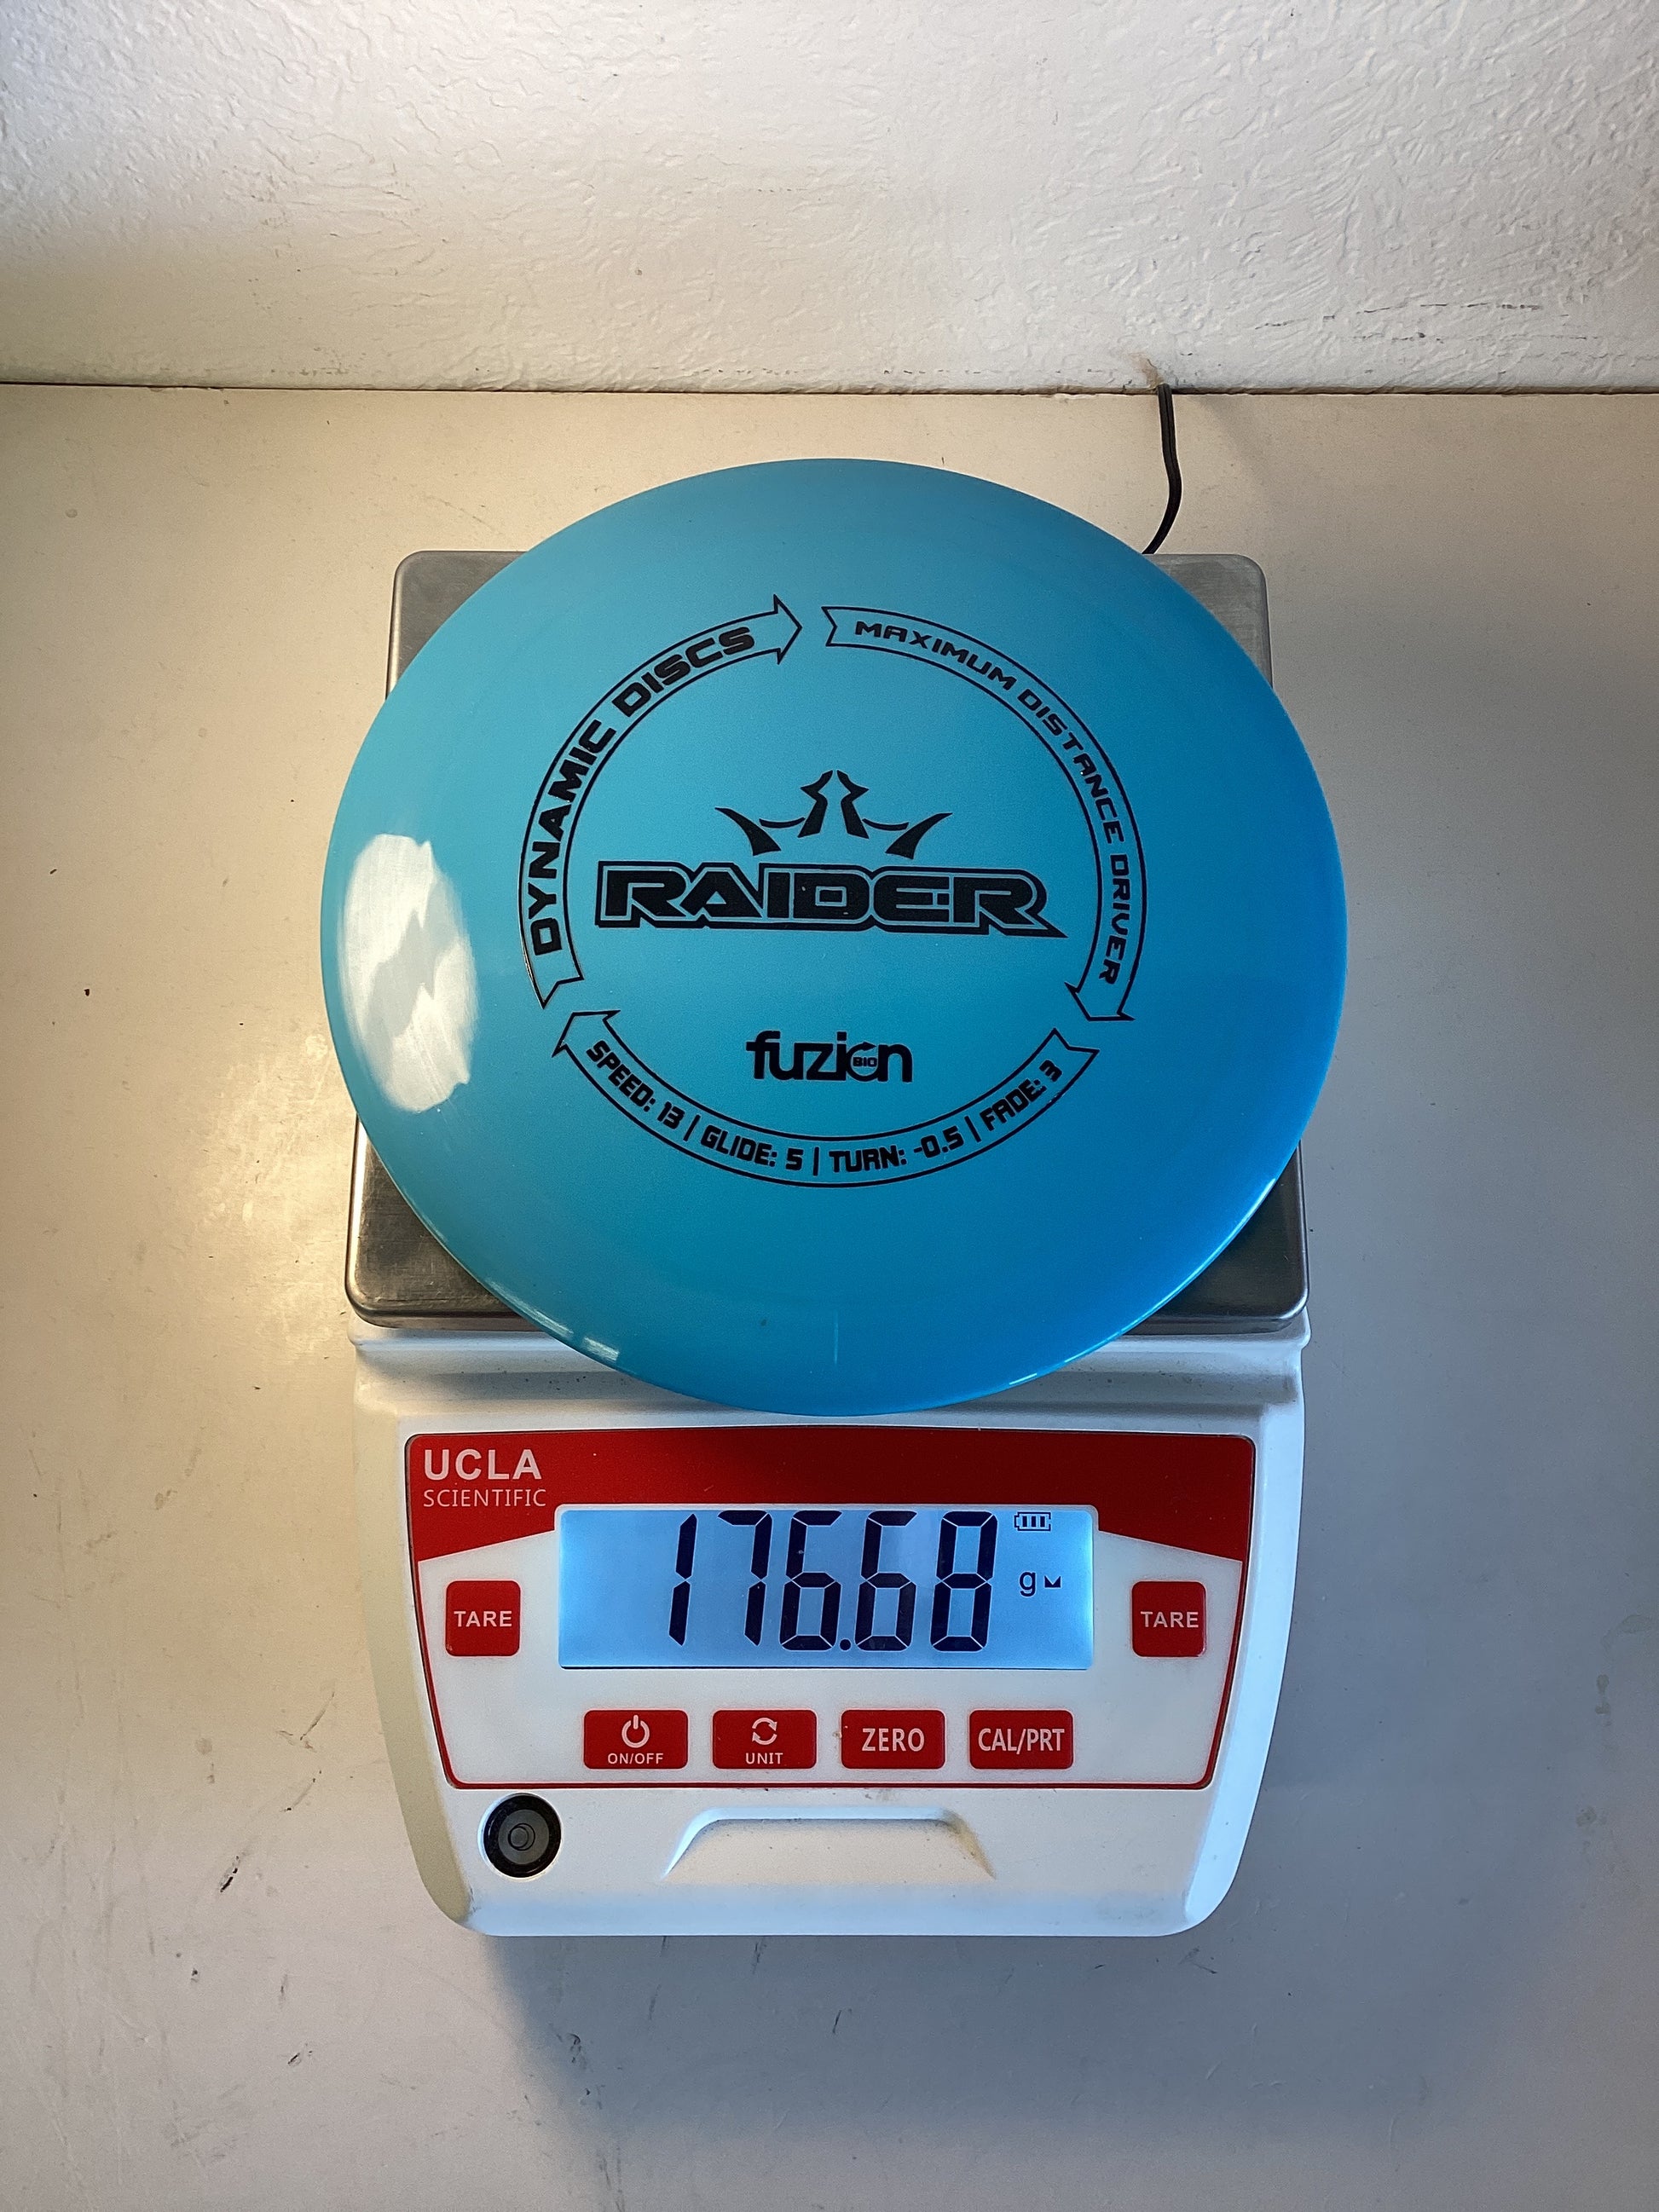 DYNAMIC DISCS
MAXIMUM DISTANCE DRIVER
RAIDER
fuzion
BIO
SPEED: 13 | GLIDE: 5 | TURN: -0.5 | FADE: 3
UCLA
SCIENTIFIC
176.68
g
TARE
TARE
ON/OFF
UNIT
ZERO
CAL/PRT